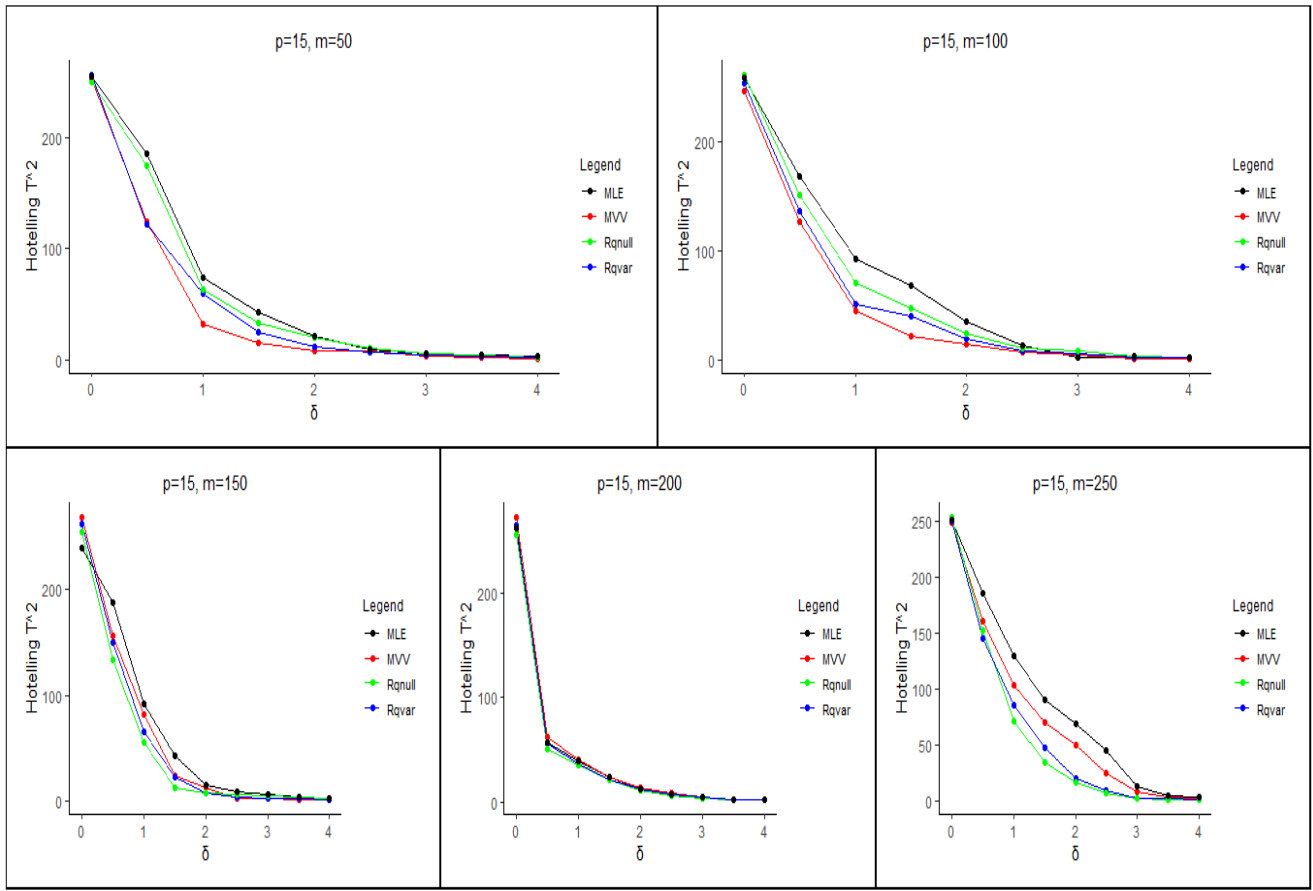 p=15, m=50
Hotelling T^2
200
100
0
0 1 2 3 4
δ
Legend
MLE
MVV
Rqnull
Rqvar
p=15, m=100
Hotelling T^2
200
100
0
0 1 2 3 4
δ
Legend
MLE
MVV
Rqnull
Rqvar
p=15, m=150
Hotelling T^2
200
100
0
0 1 2 3 4
δ
Legend
MLE
MVV
Rqnull
Rqvar
p=15, m=200
Hotelling T^2
200
100
0
0 1 2 3 4
δ
Legend
MLE
MVV
Rqnull
Rqvar
p=15, m=250
Hotelling T^2
250
200
150
100
50
0
0 1 2 3 4
δ
Legend
MLE
MVV
Rqnull
Rqvar